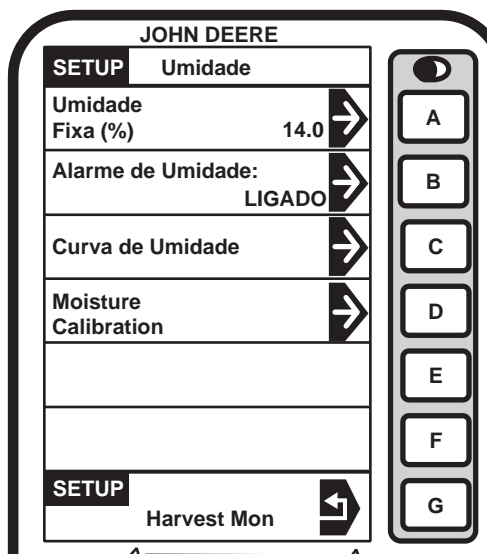 JOHN DEERE
SETUP Umidade
Umidade
Fixa (%) 14.0
A
Alarme de Umidade:
LIGADO
B
Curva de Umidade
C
Moisture
Calibration
D
E
F
SETUP
Harvest Mon
G